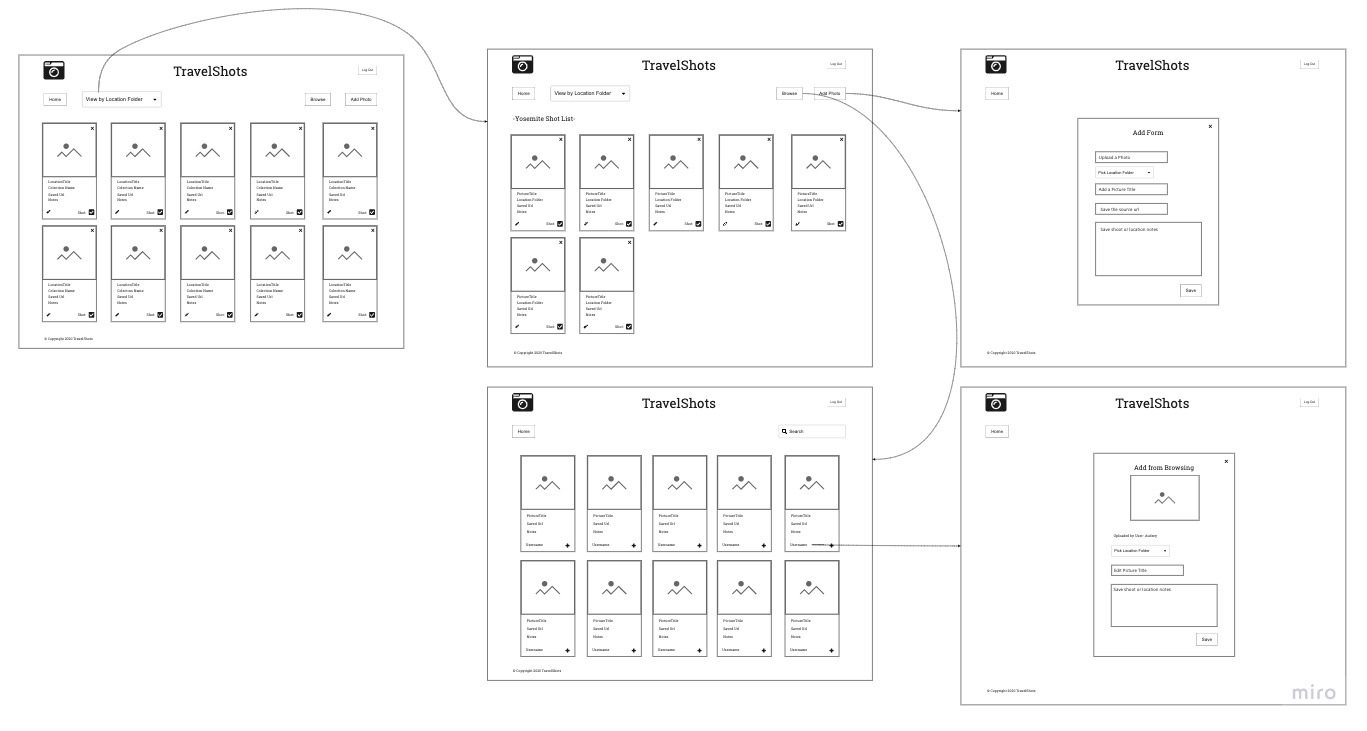 TravelShots
Log Out
Home
View by Location Folder
Browse
Add Photo
LocationTitle LocationTitle LocationTitle LocationTitle LocationTitle
Colection Name Colection Name Colection Name Colection Name Colection Name
Saved Url Saved Url Saved Url Saved Url Saved Url
Notes Notes Notes Notes Notes
Shot Shot Shot Shot Shot
LocationTitle LocationTitle LocationTitle LocationTitle LocationTitle
Colection Name Colection Name Colection Name Colection Name Colection Name
Saved Url Saved Url Saved Url Saved Url Saved Url
Notes Notes Notes Notes Notes
Shot Shot Shot Shot Shot
© Copyright 2020 TravelShots
TravelShots
Log Out
Home
View by Location Folder
Browse
Add Photo
-Yosemite Shot List-
PictureTitle PictureTitle PictureTitle PictureTitle PictureTitle
Location Folder Location Folder Location Folder Location Folder Location Folder
Saved Url Saved Url Saved Url Saved Url Saved Url
Notes Notes Notes Notes Notes
Shot Shot Shot Shot Shot
PictureTitle PictureTitle
Location Folder Location Folder
Saved Url Saved Url
Notes Notes
Shot Shot
© Copyright 2020 TravelShots
TravelShots
Log Out
Home
Add Form
Upload a Photo
Pick Location Folder
Add a Picture Title
Save the source url
Save shoot or location notes
Save
© Copyright 2020 TravelShots
TravelShots
Log Out
Home
Search
PictureTitle PictureTitle PictureTitle PictureTitle PictureTitle
Saved Url Saved Url Saved Url Saved Url Saved Url
Notes Notes Notes Notes Notes
Username Username Username Username Username
PictureTitle PictureTitle PictureTitle PictureTitle PictureTitle
Saved Url Saved Url Saved Url Saved Url Saved Url
Notes Notes Notes Notes Notes
Username Username Username Username Username
© Copyright 2020 TravelShots
TravelShots
Log Out
Home
Add from Browsing
Uploaded by User- Audrey
Pick Location Folder
Edit Picture Title
Save shoot or location notes
Save
© Copyright 2020 TravelShots
miro